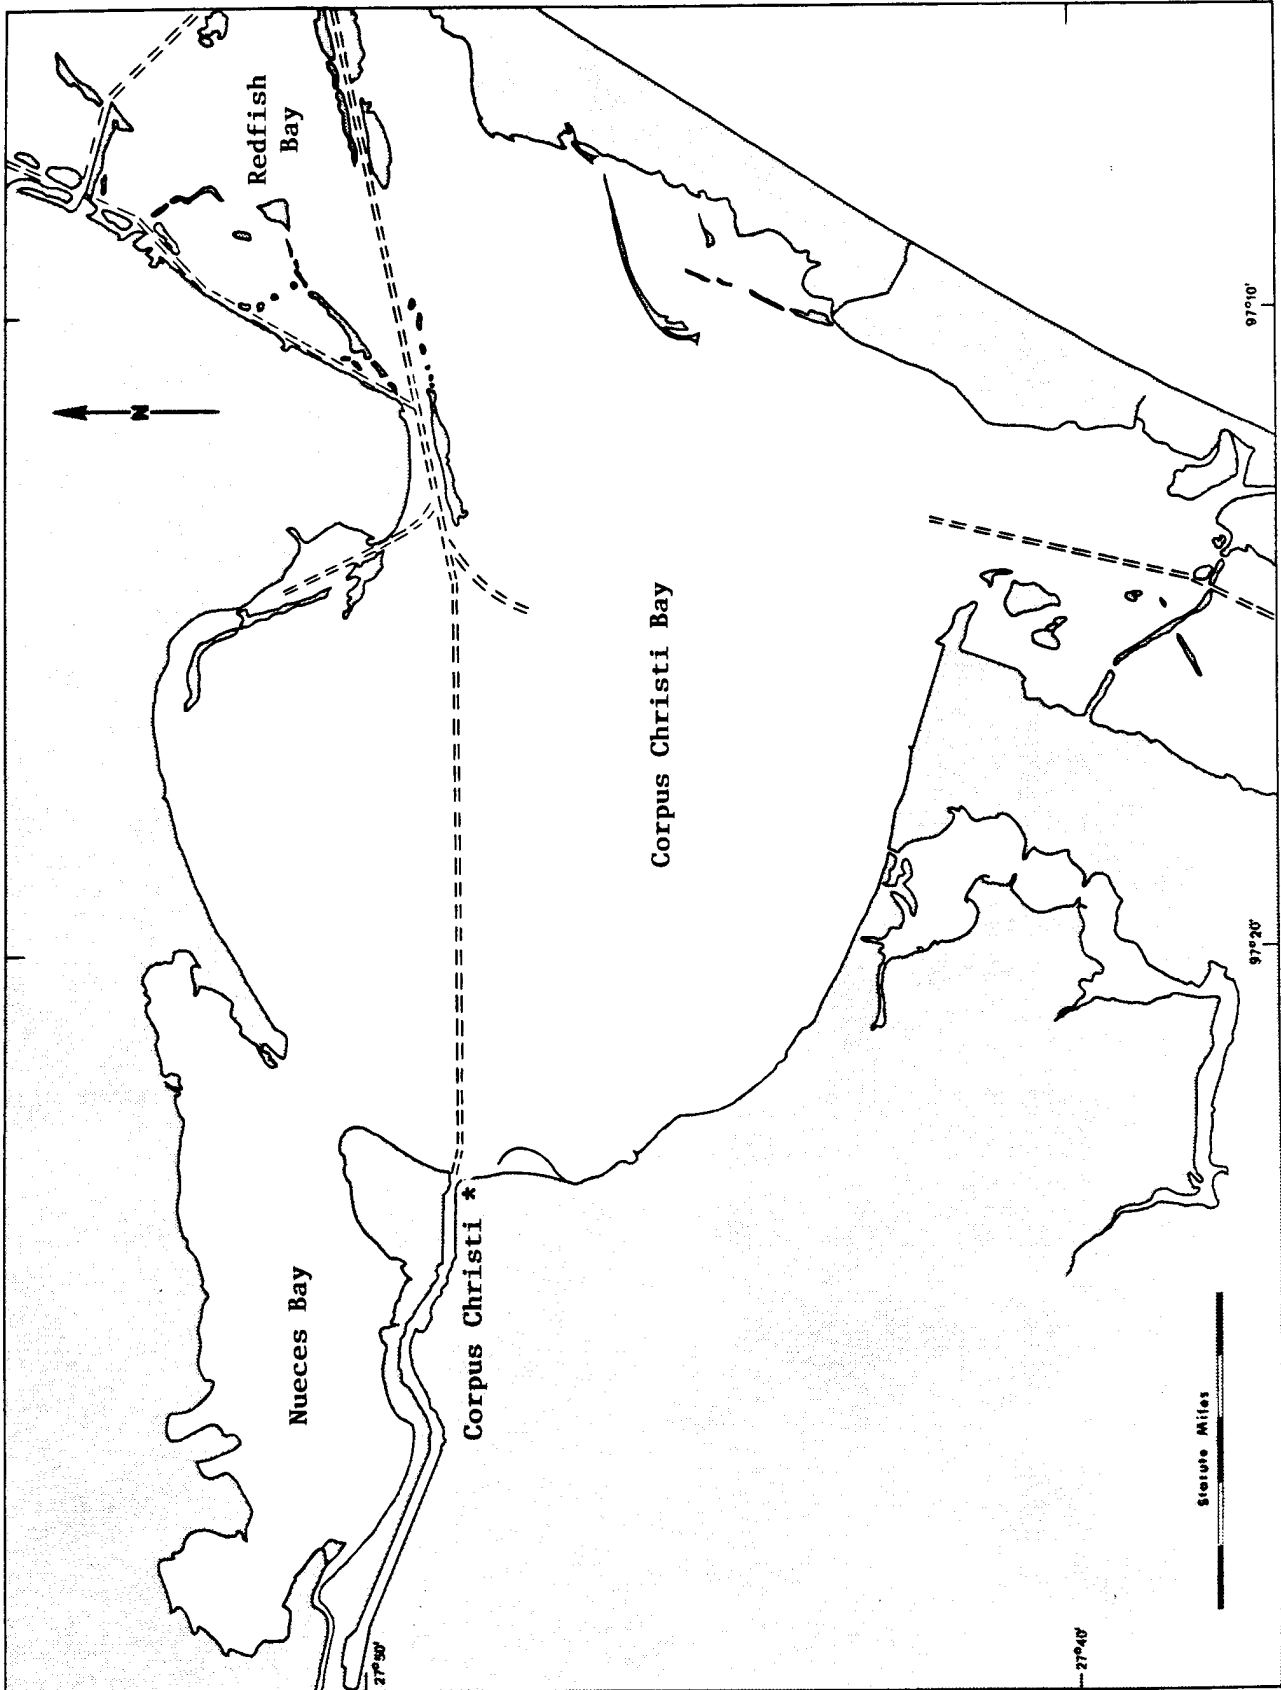 Redfish
Bay
N
Corpus Christi Bay
Nueces Bay
Corpus Christi *
97°10'
97°20'
27°50'
27°40'
Statute Miles